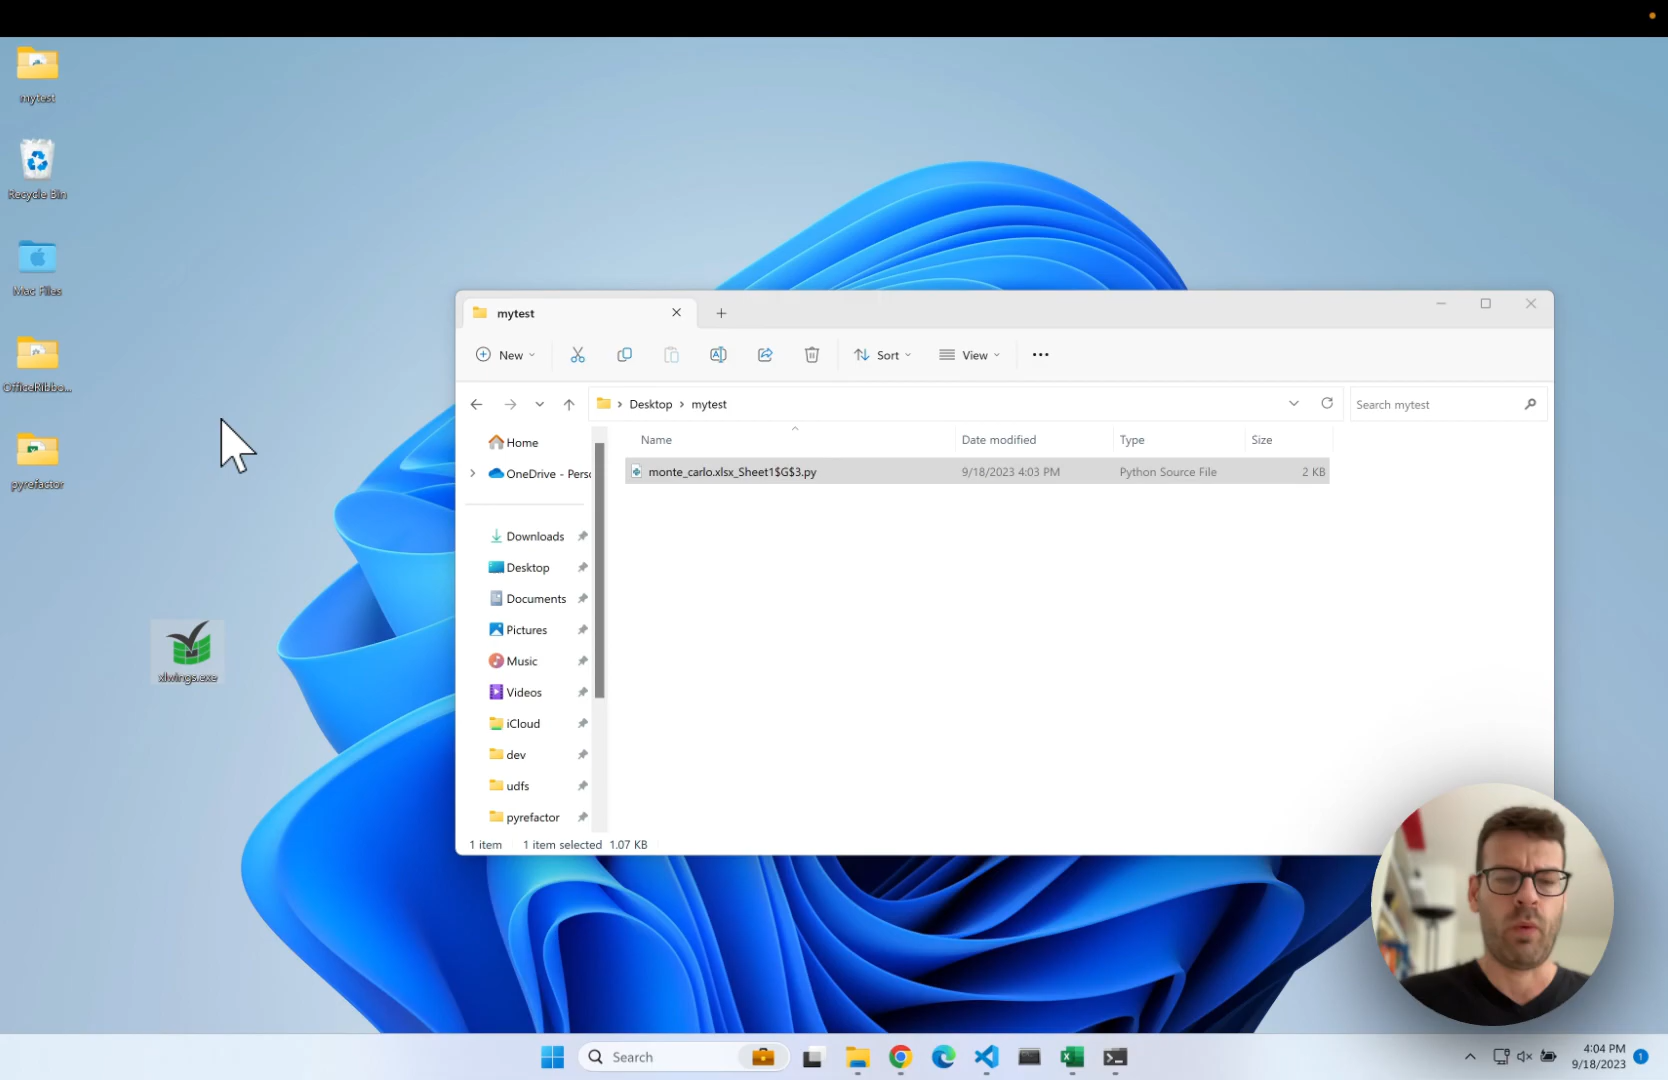 mytest
Recycle Bin
Mac Files
OfficeRibbo...
pyrefactor
xlwings.exe
mytest
New
Sort
View
Desktop
mytest
Search mytest
Name
Date modified
Type
Size
monte_carlo.xlsx_Sheet1$G$3.py
9/18/2023 4:03 PM
Python Source File
2 KB
Home
OneDrive - Perso
Downloads
Desktop
Documents
Pictures
Music
Videos
iCloud
dev
udfs
pyrefactor
1 item
1 item selected 1.07 KB
Search
4:04 PM
9/18/2023
1